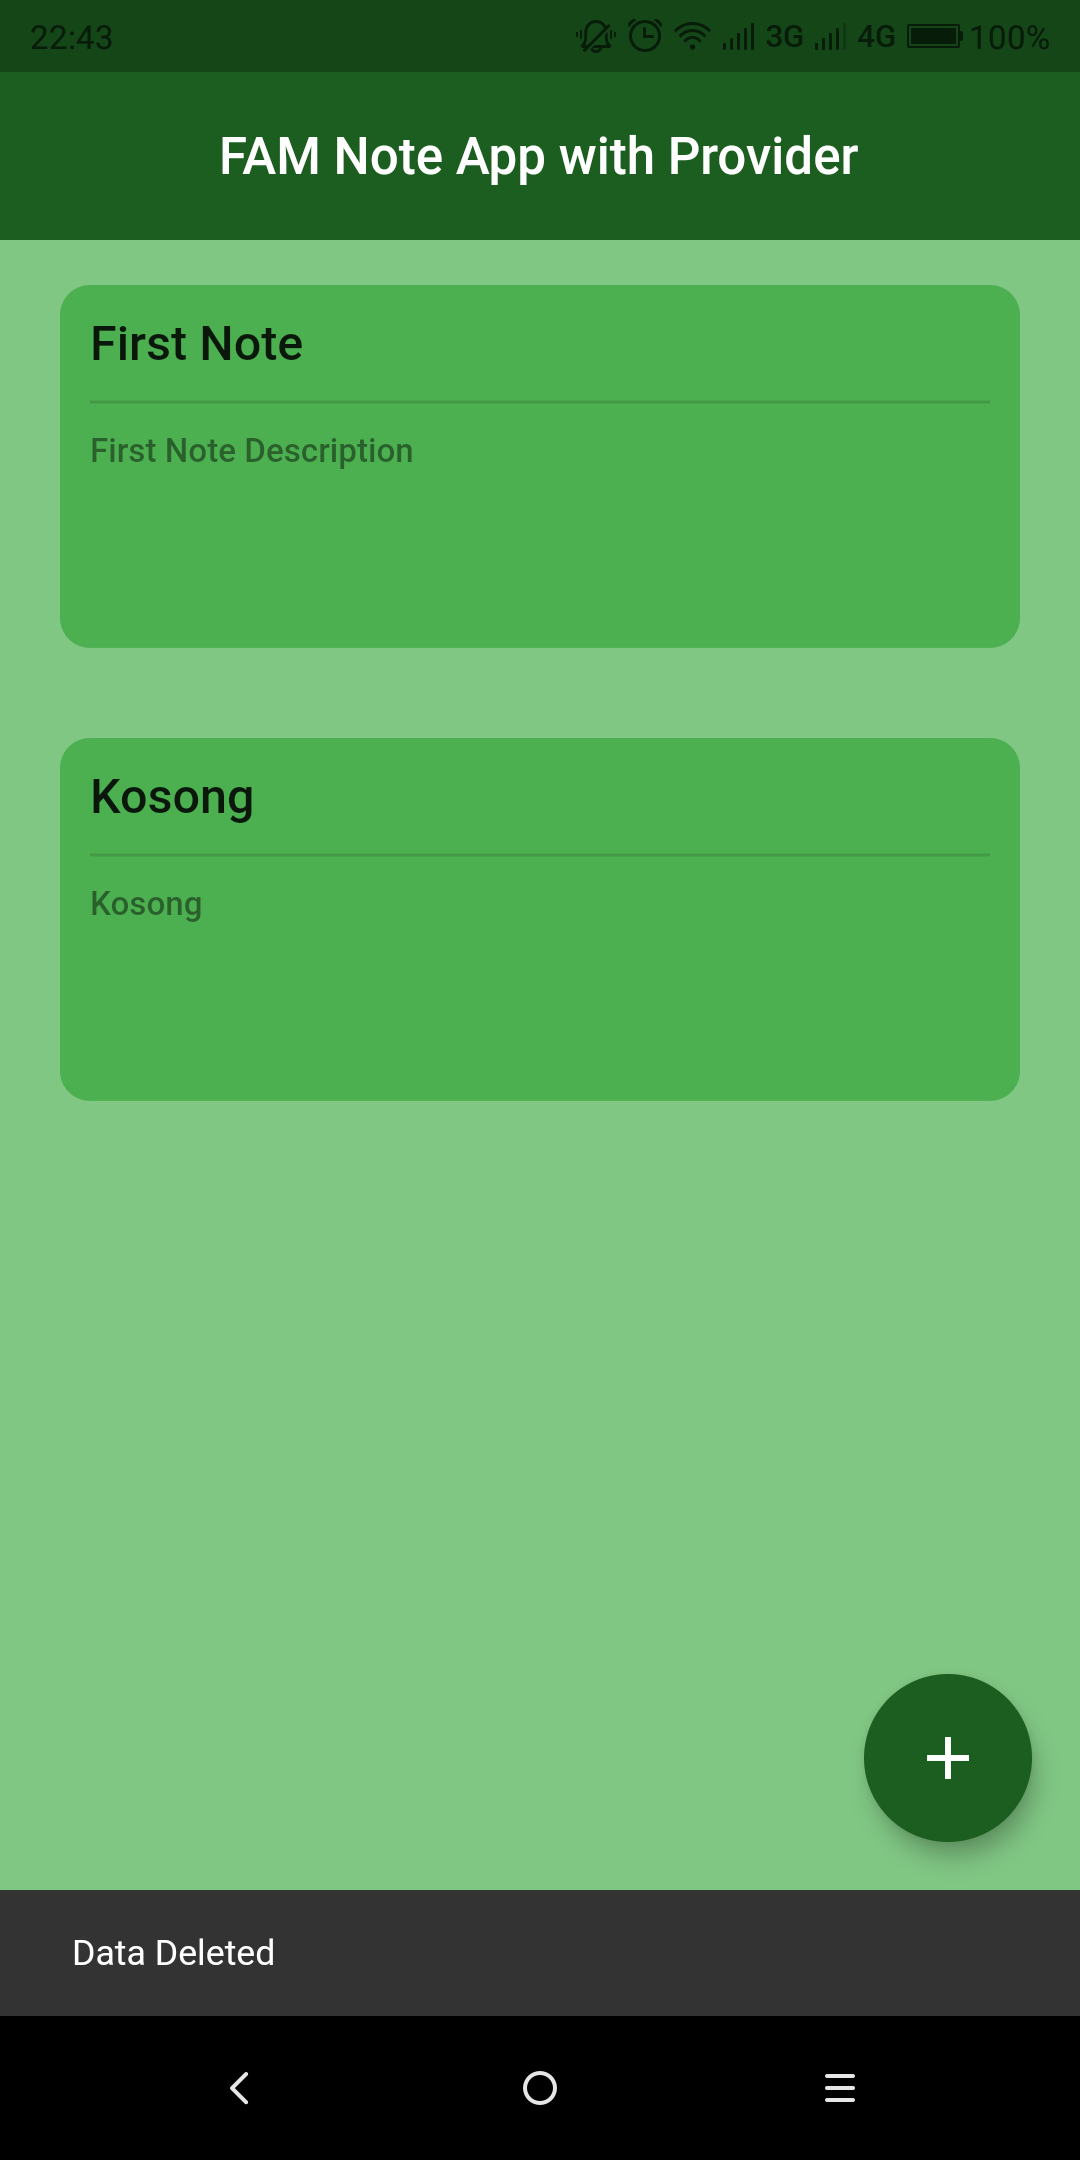 22:43 3G 4G 100%
FAM Note App with Provider
First Note
First Note Description
Kosong
Kosong
Data Deleted